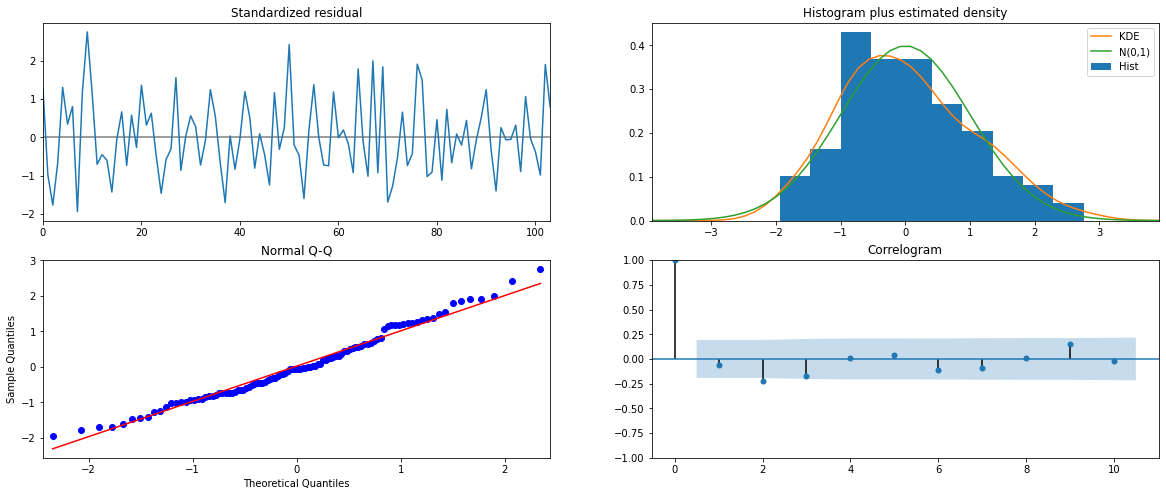 Standardized residual
2
1
0
−1
−2
0 20 40 60 80 100
Histogram plus estimated density
KDE
N(0,1)
Hist
0.4
0.3
0.2
0.1
0.0
−3 −2 −1 0 1 2 3
Normal Q-Q
Sample Quantiles
3
2
1
0
−1
−2
−2 −1 0 1 2
Theoretical Quantiles
Correlogram
1.00
0.75
0.50
0.25
0.00
−0.25
−0.50
−0.75
−1.00
0 2 4 6 8 10